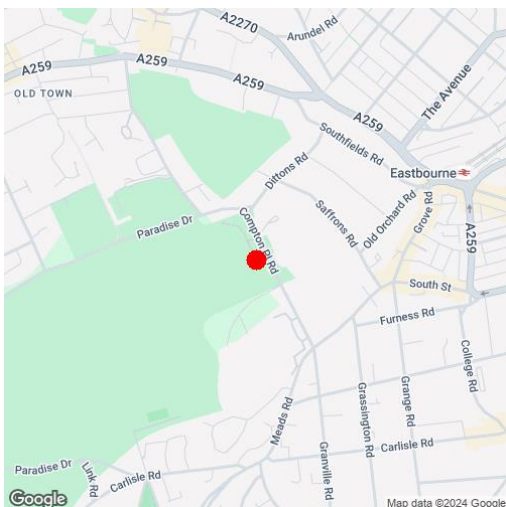 A2270
Arundel Rd
A259
A259
A259
OLD TOWN
The Avenue
A259
Southfields Rd
Eastbourne
Dittons Rd
Saffrons Rd
Old Orchard Rd
Grove Rd
A259
Paradise Dr
Compton Pl Rd
South St
Furness Rd
College Rd
Meads Rd
Grassington Rd
Grange Rd
Granville Rd
Carlisle Rd
Paradise Dr
Link Rd
Carlisle Rd
Google
Map data ©2024 Google